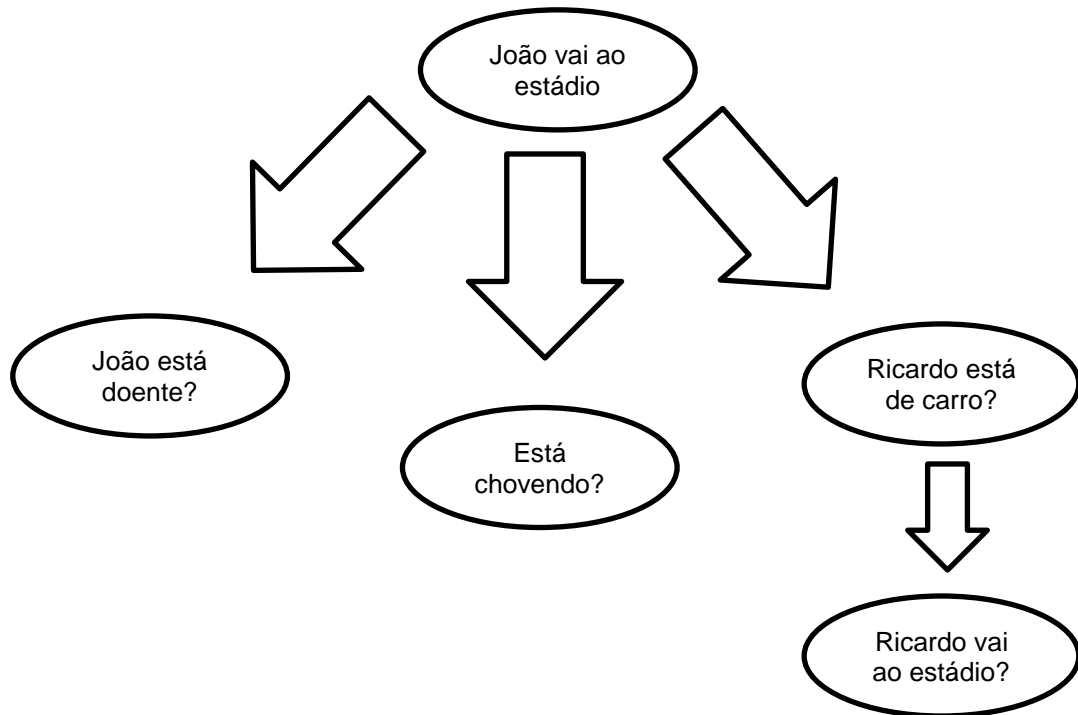 João vai ao
estádio
João está
doente?
Está
chovendo?
Ricardo está
de carro?
Ricardo vai
ao estádio?